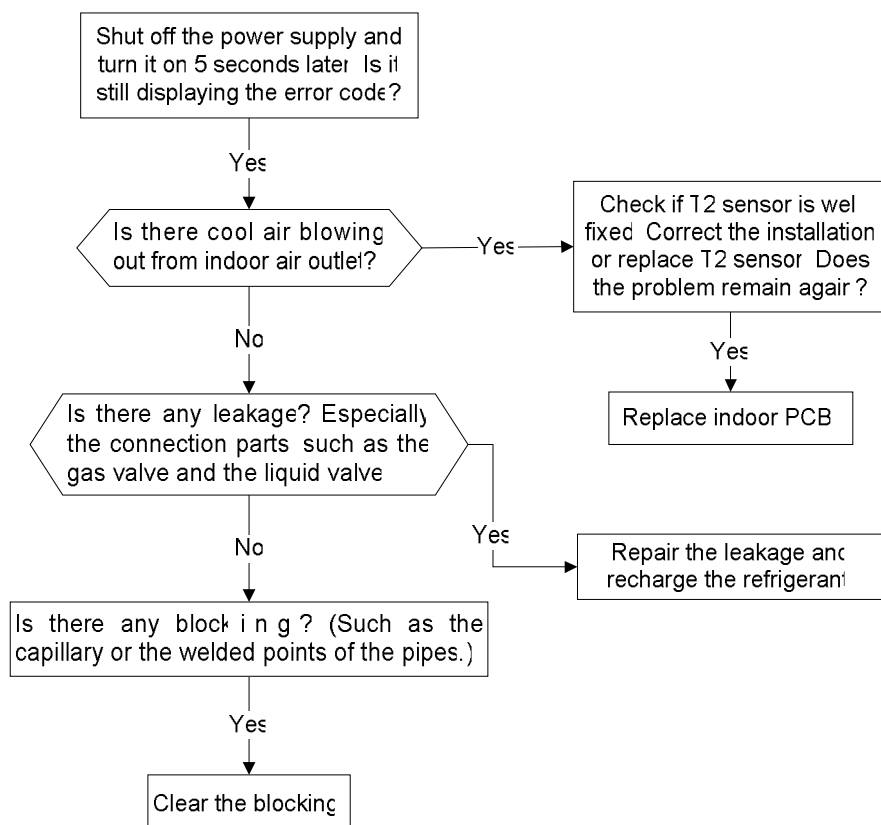 Shut off the power supply and
turn it on 5 seconds later. Is it
still displaying the error code?
Yes
Is there cool air blowing
out from indoor air outlet?
Yes
Check if T2 sensor is wel
fixed. Correct the installation
or replace T2 sensor. Does
the problem remain again?
Yes
Replace indoor PCB
No
Is there any leakage? Especially
the connection parts such as the
gas valve and the liquid valve
Yes
Repair the leakage and
recharge the refrigerant
No
Is there any blocking? (Such as the
capillary or the welded points of the pipes.)
Yes
Clear the blocking